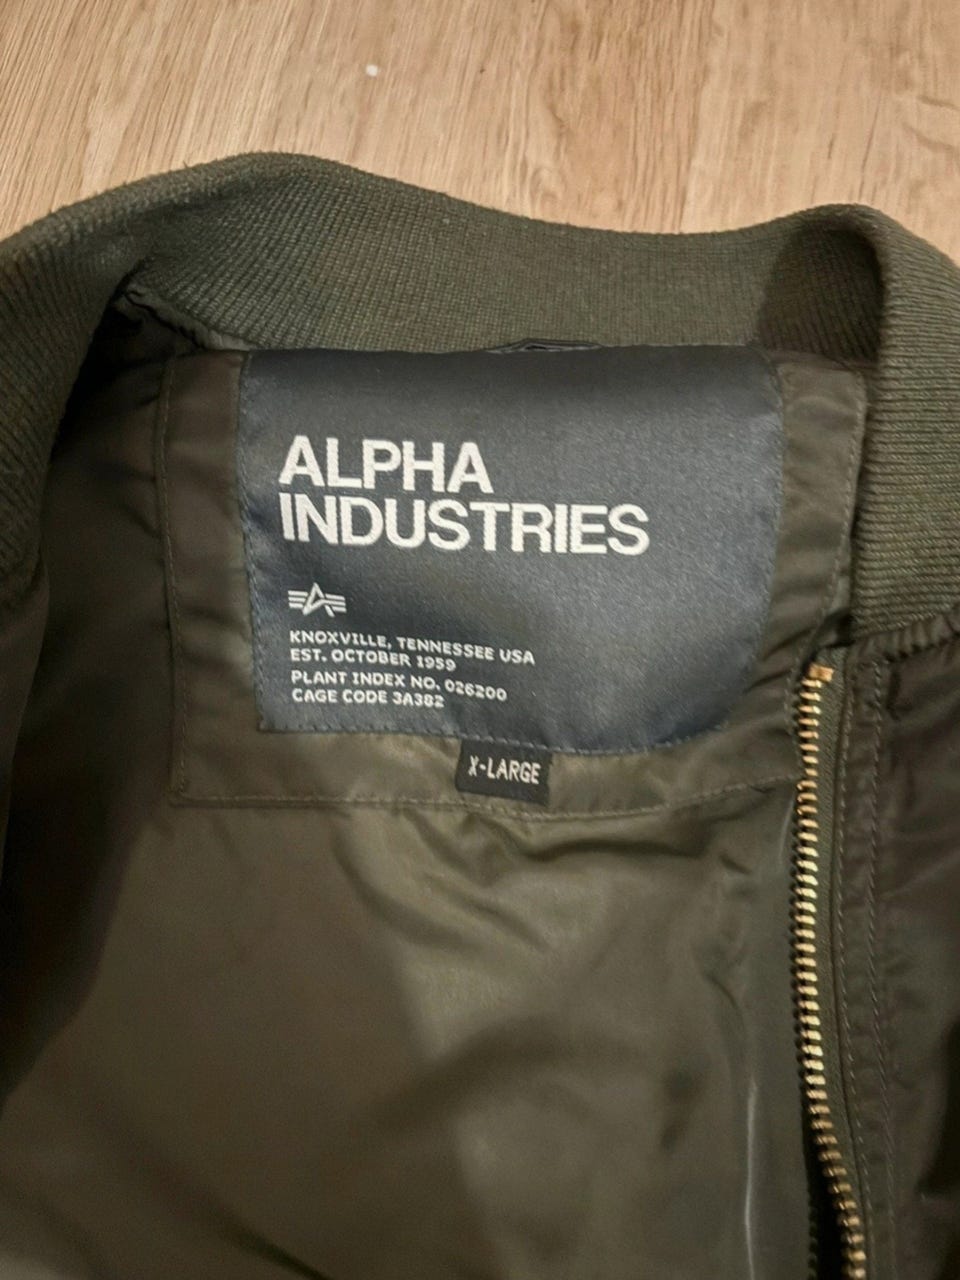 ALPHA
INDUSTRIES
KNOXVILLE, TENNESSEE USA
EST. OCTOBER 1959
PLANT INDEX NO. 026200
CAGE CODE 3A382
X-LARGE